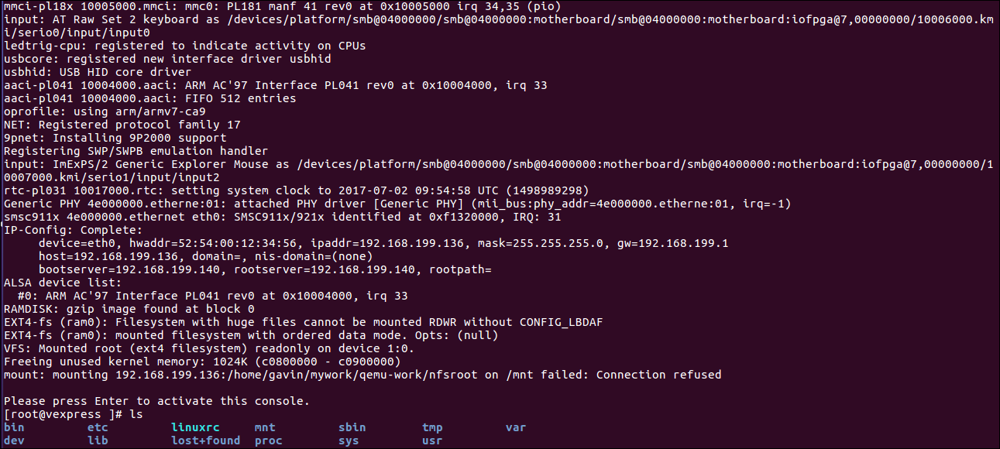 mmci-pl18x 10005000.mmci: mmc0: PL181 manf 41 rev0 at 0x10005000 irq 34,35 (pio)
input: AT Raw Set 2 keyboard as /devices/platform/smb@04000000/smb@04000000:motherboard/smb@04000000:motherboard:iofpga@7,00000000/10006000.km
i/serio0/input/input0
ledtrig-cpu: registered to indicate activity on CPUs
usbcore: registered new interface driver usbhid
usbhid: USB HID core driver
aaci-pl041 10004000.aaci: ARM AC'97 Interface PL041 rev0 at 0x10004000, irq 33
aaci-pl041 10004000.aaci: FIFO 512 entries
oprofile: using arm/armv7-ca9
NET: Registered protocol family 17
9pnet: Installing 9P2000 support
Registering SWP/SWPB emulation handler
input: ImExPS/2 Generic Explorer Mouse as /devices/platform/smb@04000000/smb@04000000:motherboard/smb@04000000:motherboard:iofpga@7,00000000/1
0007000.kmi/serio1/input/input2
rtc-pl031 10017000.rtc: setting system clock to 2017-07-02 09:54:58 UTC (1498989298)
Generic PHY 4e000000.etherne:01: attached PHY driver [Generic PHY] (mii_bus:phy_addr=4e000000.etherne:01, irq=-1)
smsc911x 4e000000.ethernet eth0: SMSC911x/921x identified at 0xf1320000, IRQ: 31
IP-Config: Complete:
     device=eth0, hwaddr=52:54:00:12:34:56, ipaddr=192.168.199.136, mask=255.255.255.0, gw=192.168.199.1
     host=192.168.199.136, domain=, nis-domain=(none)
     bootserver=192.168.199.140, rootserver=192.168.199.140, rootpath=
ALSA device list:
  #0: ARM AC'97 Interface PL041 rev0 at 0x10004000, irq 33
RAMDISK: gzip image found at block 0
EXT4-fs (ram0): Filesystem with huge files cannot be mounted RDWR without CONFIG_LBDAF
EXT4-fs (ram0): mounted filesystem with ordered data mode. Opts: (null)
VFS: Mounted root (ext4 filesystem) readonly on device 1:0.
Freeing unused kernel memory: 1024K (c0800000 - c0900000)
mount: mounting 192.168.199.136:/home/gavin/mywork/qemu-work/nfsroot on /mnt failed: Connection refused

Please press Enter to activate this console.
[root@vexpress ]# ls
bin         etc         linuxrc     mnt         sbin        tmp         var
dev         lib         lost+found  proc        sys         usr